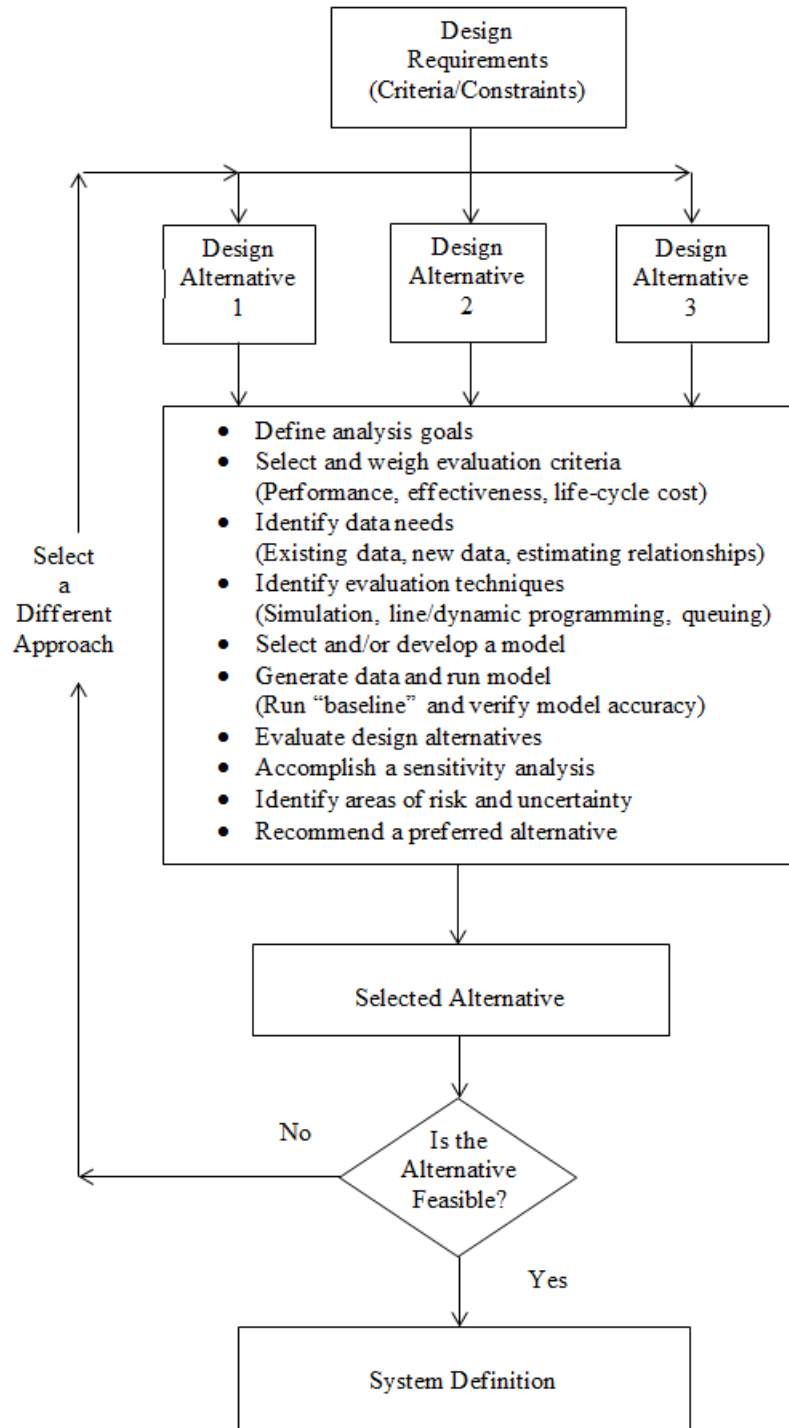 Design
Requirements
(Criteria/Constraints)
Design
Alternative
1
Design
Alternative
2
Design
Alternative
3
• Define analysis goals
• Select and weigh evaluation criteria
(Performance, effectiveness, life-cycle cost)
• Identify data needs
(Existing data, new data, estimating relationships)
• Identify evaluation techniques
(Simulation, line/dynamic programming, queuing)
• Select and/or develop a model
• Generate data and run model
(Run “baseline” and verify model accuracy)
• Evaluate design alternatives
• Accomplish a sensitivity analysis
• Identify areas of risk and uncertainty
• Recommend a preferred alternative
Select
a
Different
Approach
Selected Alternative
No
Is the
Alternative
Feasible?
Yes
System Definition